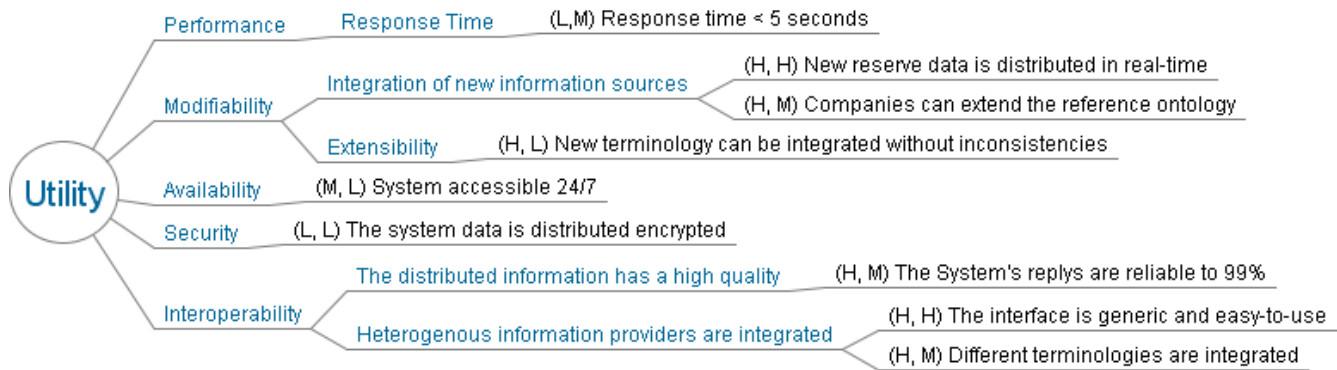 Utility
Performance
Response Time
(L,M) Response time < 5 seconds
Modifiability
Integration of new information sources
(H, H) New reserve data is distributed in real-time
(H, M) Companies can extend the reference ontology
Extensibility
(H, L) New terminology can be integrated without inconsistencies
Availability
(M, L) System accessible 24/7
Security
(L, L) The system data is distributed encrypted
Interoperability
The distributed information has a high quality
(H, M) The System's replys are reliable to 99%
Heterogenous information providers are integrated
(H, H) The interface is generic and easy-to-use
(H, M) Different terminologies are integrated